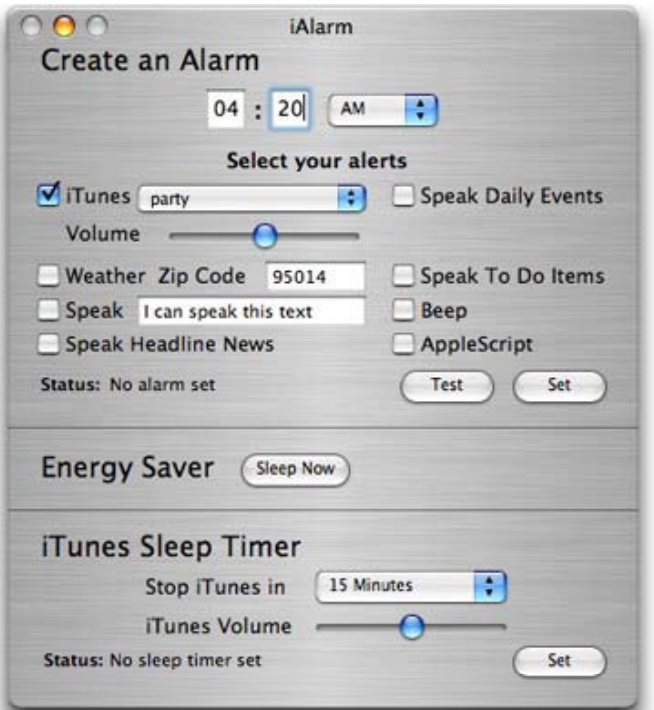 iAlarm
Create an Alarm
04 : 20 AM
Select your alerts
iTunes party Speak Daily Events
Volume
Weather Zip Code 95014 Speak To Do Items
Speak I can speak this text Beep
Speak Headline News AppleScript
Status: No alarm set Test Set
Energy Saver Sleep Now
iTunes Sleep Timer
Stop iTunes in 15 Minutes
iTunes Volume
Status: No sleep timer set Set